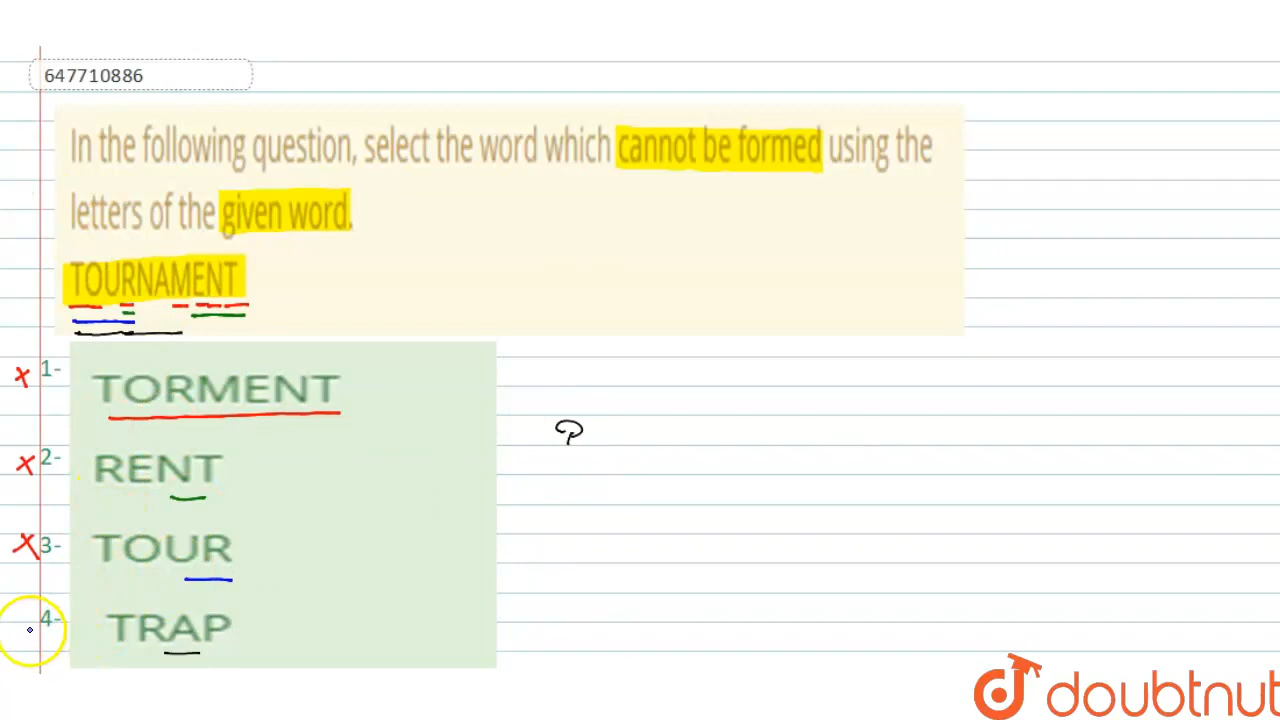 647710886
In the following question, select the word which cannot be formed using the
letters of the given word.
TOURNAMENT
1- TORMENT
2- RENT
3- TOUR
4- TRAP
P
doubtnut